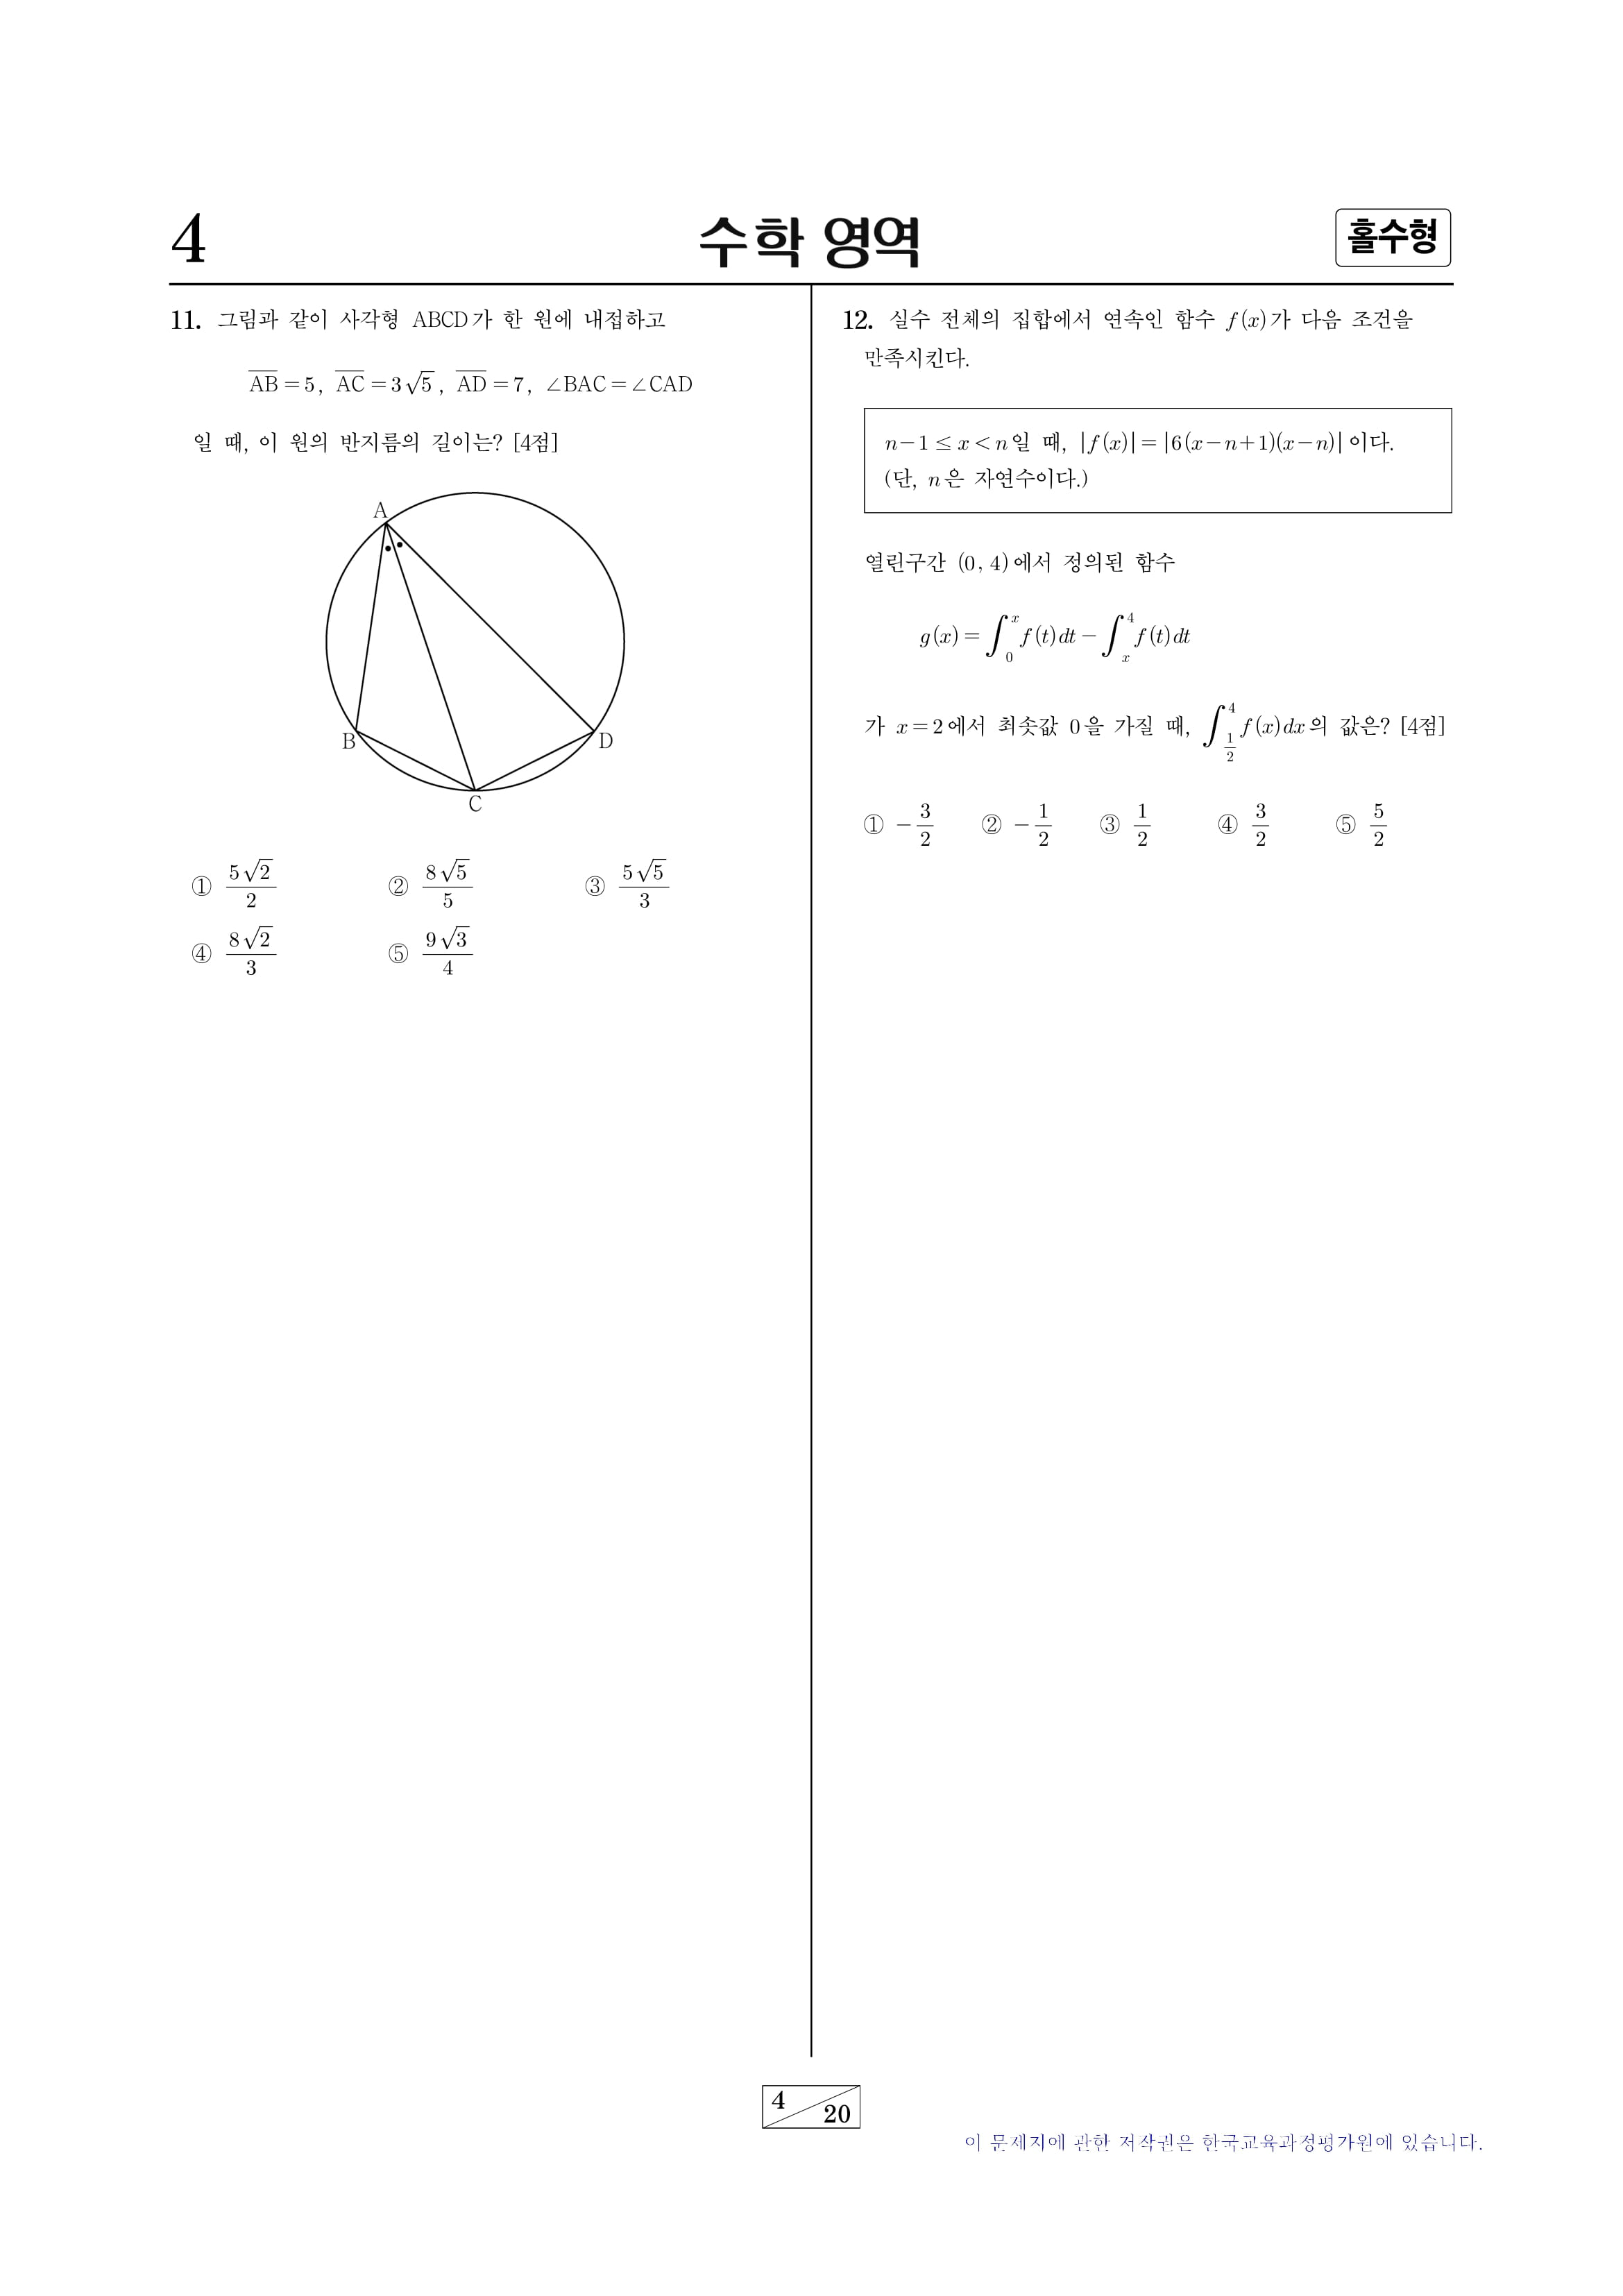 4
수학 영역
홀수형
11. 그림과 같이 사각형 ABCD가 한 원에 내접하고
$\overline{AB}=5$, $\overline{AC}=3\sqrt{5}$, $\overline{AD}=7$, ∠BAC=∠CAD
일 때, 이 원의 반지름의 길이는? [4점]
A
B
D
C
① $\frac{5\sqrt{2}}{2}$ ② $\frac{8\sqrt{5}}{5}$ ③ $\frac{5\sqrt{5}}{3}$
④ $\frac{8\sqrt{2}}{3}$ ⑤ $\frac{9\sqrt{3}}{4}$
12. 실수 전체의 집합에서 연속인 함수 $f(x)$가 다음 조건을
만족시킨다.
$n-1 \le x < n$일 때, $|f(x)|=|6(x-n+1)(x-n)|$이다.
(단, $n$은 자연수이다.)
열린구간 (0, 4)에서 정의된 함수
$g(x)=\int_0^x f(t)dt-\int_x^4 f(t)dt$
가 $x=2$에서 최솟값 0을 가질 때, $\int_{\frac{1}{2}}^4 f(x)dx$의 값은? [4점]
① $-\frac{3}{2}$ ② $-\frac{1}{2}$ ③ $\frac{1}{2}$ ④ $\frac{3}{2}$ ⑤ $\frac{5}{2}$
4
20
이 문제지에 관한 저작권은 한국교육과정평가원에 있습니다.